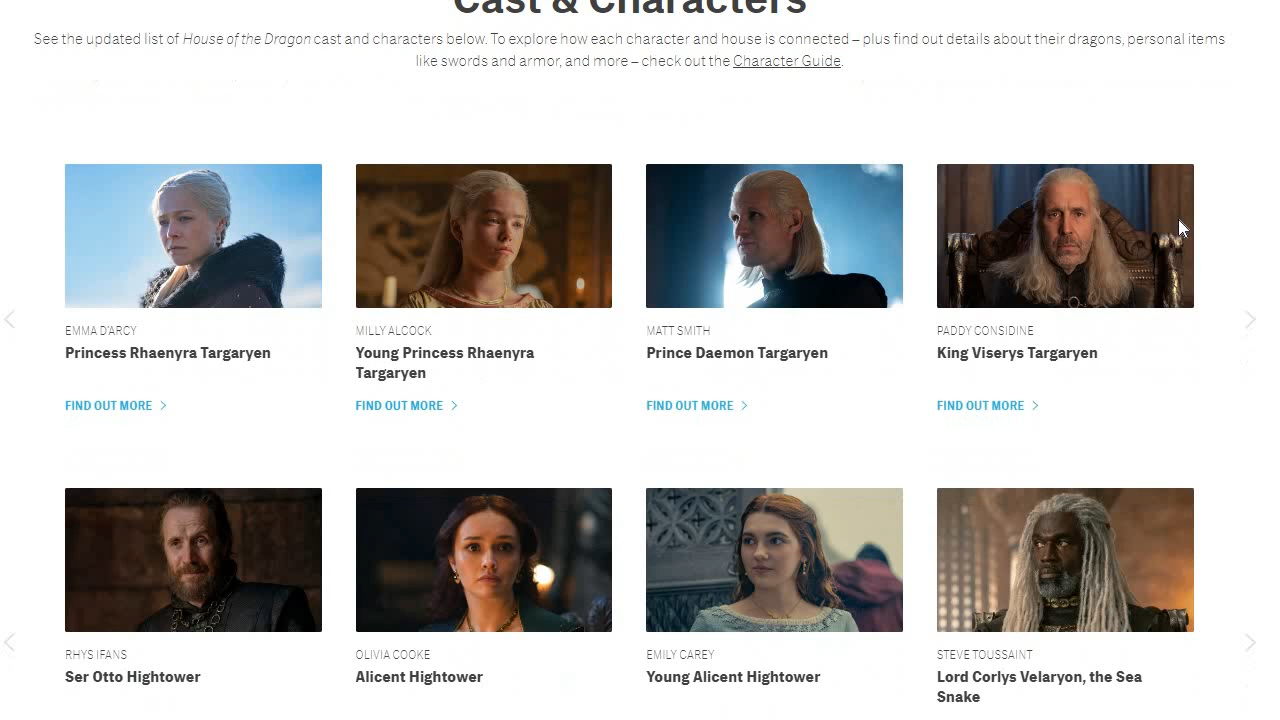 Cast & Characters
See the updated list of House of the Dragon cast and characters below. To explore how each character and house is connected – plus find out details about their dragons, personal items
like swords and armor, and more – check out the Character Guide.
EMMA D'ARCY
Princess Rhaenyra Targaryen
FIND OUT MORE
MILLY ALCOCK
Young Princess Rhaenyra
Targaryen
FIND OUT MORE
MATT SMITH
Prince Daemon Targaryen
FIND OUT MORE
PADDY CONSIDINE
King Viserys Targaryen
FIND OUT MORE
RHYS IFANS
Ser Otto Hightower
OLIVIA COOKE
Alicent Hightower
EMILY CAREY
Young Alicent Hightower
STEVE TOUSSAINT
Lord Corlys Velaryon, the Sea
Snake